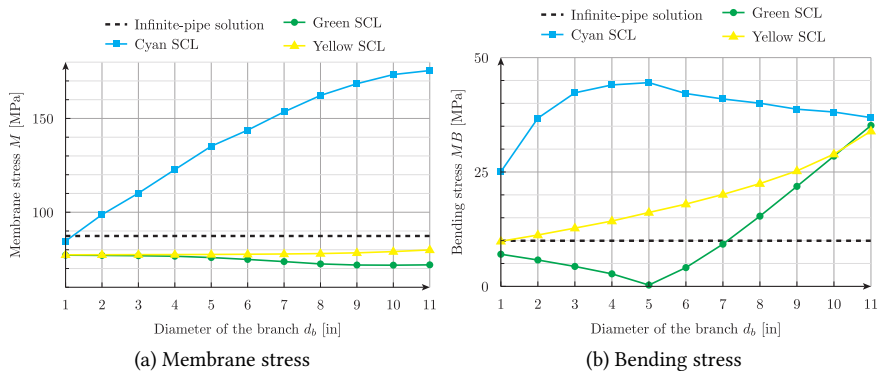 Infinite-pipe solution
Cyan SCL
Green SCL
Yellow SCL
Membrane stress M [MPa]
150
100
1 2 3 4 5 6 7 8 9 10 11
Diameter of the branch d_b [in]
(a) Membrane stress
Infinite-pipe solution
Cyan SCL
Green SCL
Yellow SCL
Bending stress MB [MPa]
50
25
0
1 2 3 4 5 6 7 8 9 10 11
Diameter of the branch d_b [in]
(b) Bending stress